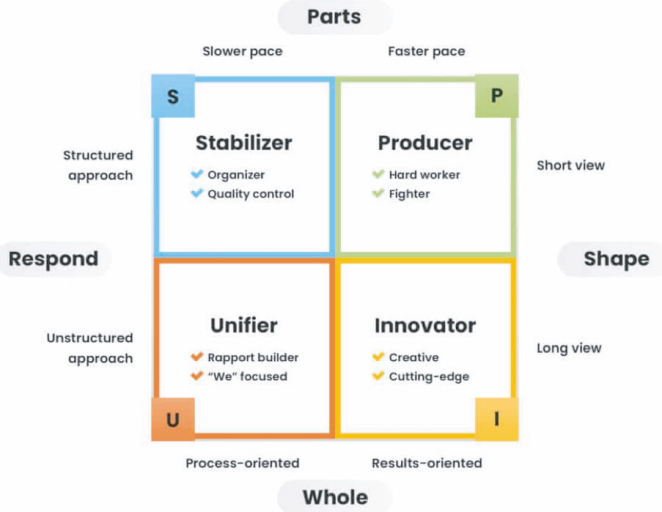 Parts
Slower pace
Faster pace
S
P
Stabilizer
Producer
Structured
approach
Organizer
Quality control
Hard worker
Fighter
Short view
Respond
Shape
Unifier
Innovator
Unstructured
approach
Rapport builder
"We" focused
Creative
Cutting-edge
Long view
U
I
Process-oriented
Results-oriented
Whole